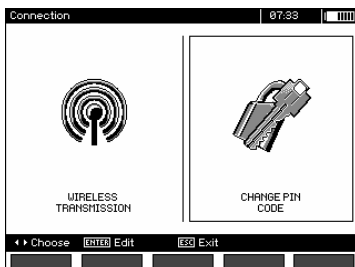 Connection 07:33
WIRELESS
TRANSMISSION
CHANGE PIN
CODE
Choose ENTER Edit ESC Exit